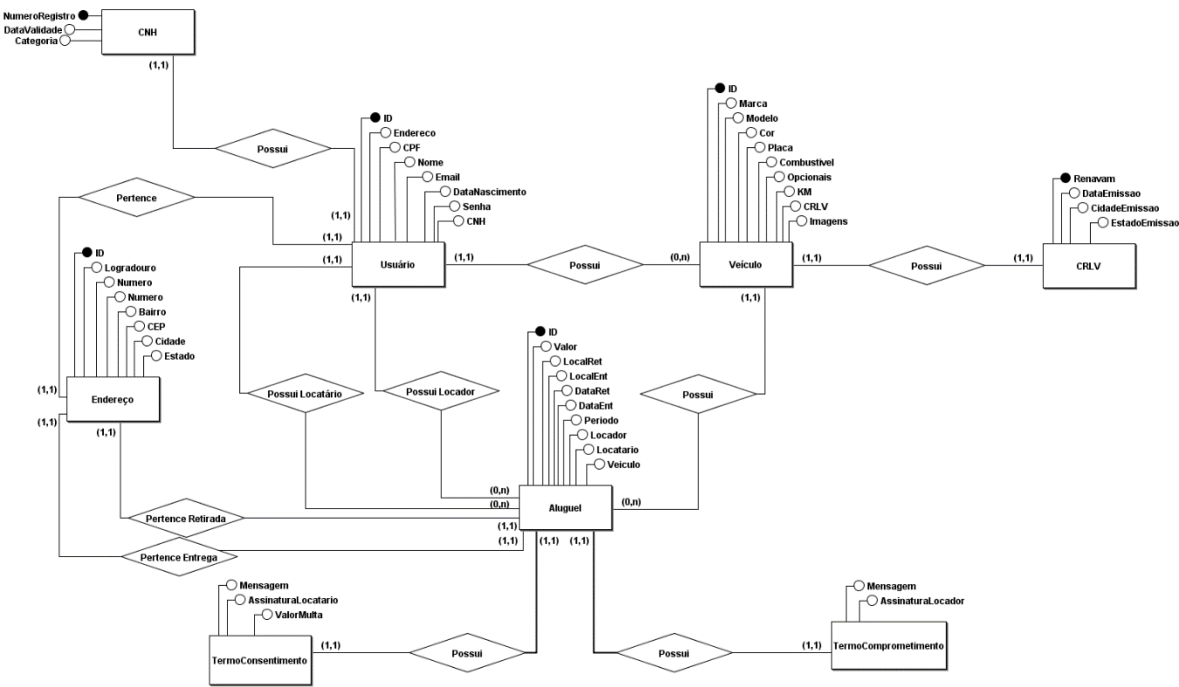 NumeroRegistro
DataValidade
Categoria
CNH
(1,1)
Possui
ID
Endereco
CPF
Nome
Email
DataNascimento
Senha
CNH
(1,1)
(1,1)
(1,1)
Usuário
(1,1)
(1,1)
Pertence
ID
Logradouro
Numero
Numero
Bairro
CEP
Cidade
Estado
(1,1)
Endereço
(1,1)
(1,1)
Possui
(0,n)
ID
Marca
Modelo
Cor
Placa
Combustivel
Opcionais
KM
CRLV
Imagens
Veículo
(1,1)
(1,1)
Possui
(1,1)
Renavam
DataEmissao
CidadeEmissao
EstadoEmissao
CRLV
Possui Locatário
Possui Locador
Possui
ID
Valor
LocalRet
LocalEnt
DataRet
DataEnt
Periodo
Locador
Locatario
Veiculo
(0,n)
(0,n)
(0,n)
Aluguel
(1,1)
(1,1)
(1,1)
(1,1)
Pertence Retirada
Pertence Entrega
Mensagem
AssinaturaLocatario
ValorMulta
TermoConsentimento
(1,1)
Possui
Possui
(1,1)
Mensagem
AssinaturaLocador
TermoComprometimento